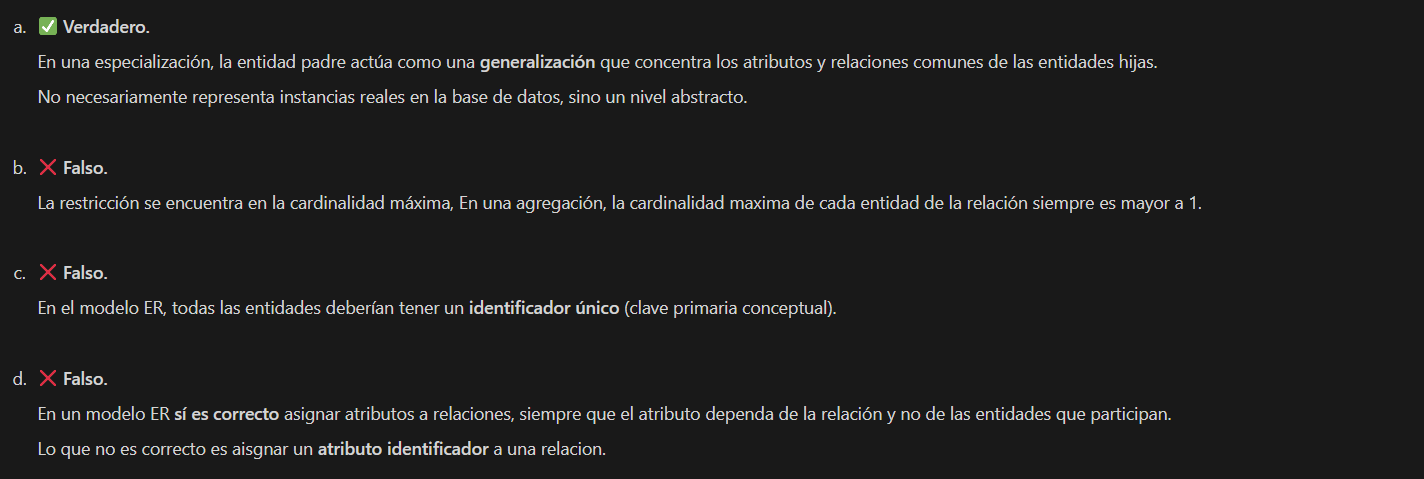 a. ✅ Verdadero.
En una especialización, la entidad padre actúa como una generalización que concentra los atributos y relaciones comunes de las entidades hijas.
No necesariamente representa instancias reales en la base de datos, sino un nivel abstracto.
b. ❌ Falso.
La restricción se encuentra en la cardinalidad máxima, En una agregación, la cardinalidad maxima de cada entidad de la relación siempre es mayor a 1.
c. ❌ Falso.
En el modelo ER, todas las entidades deberían tener un identificador único (clave primaria conceptual).
d. ❌ Falso.
En un modelo ER sí es correcto asignar atributos a relaciones, siempre que el atributo dependa de la relación y no de las entidades que participan.
Lo que no es correcto es aisgnar un atributo identificador a una relacion.